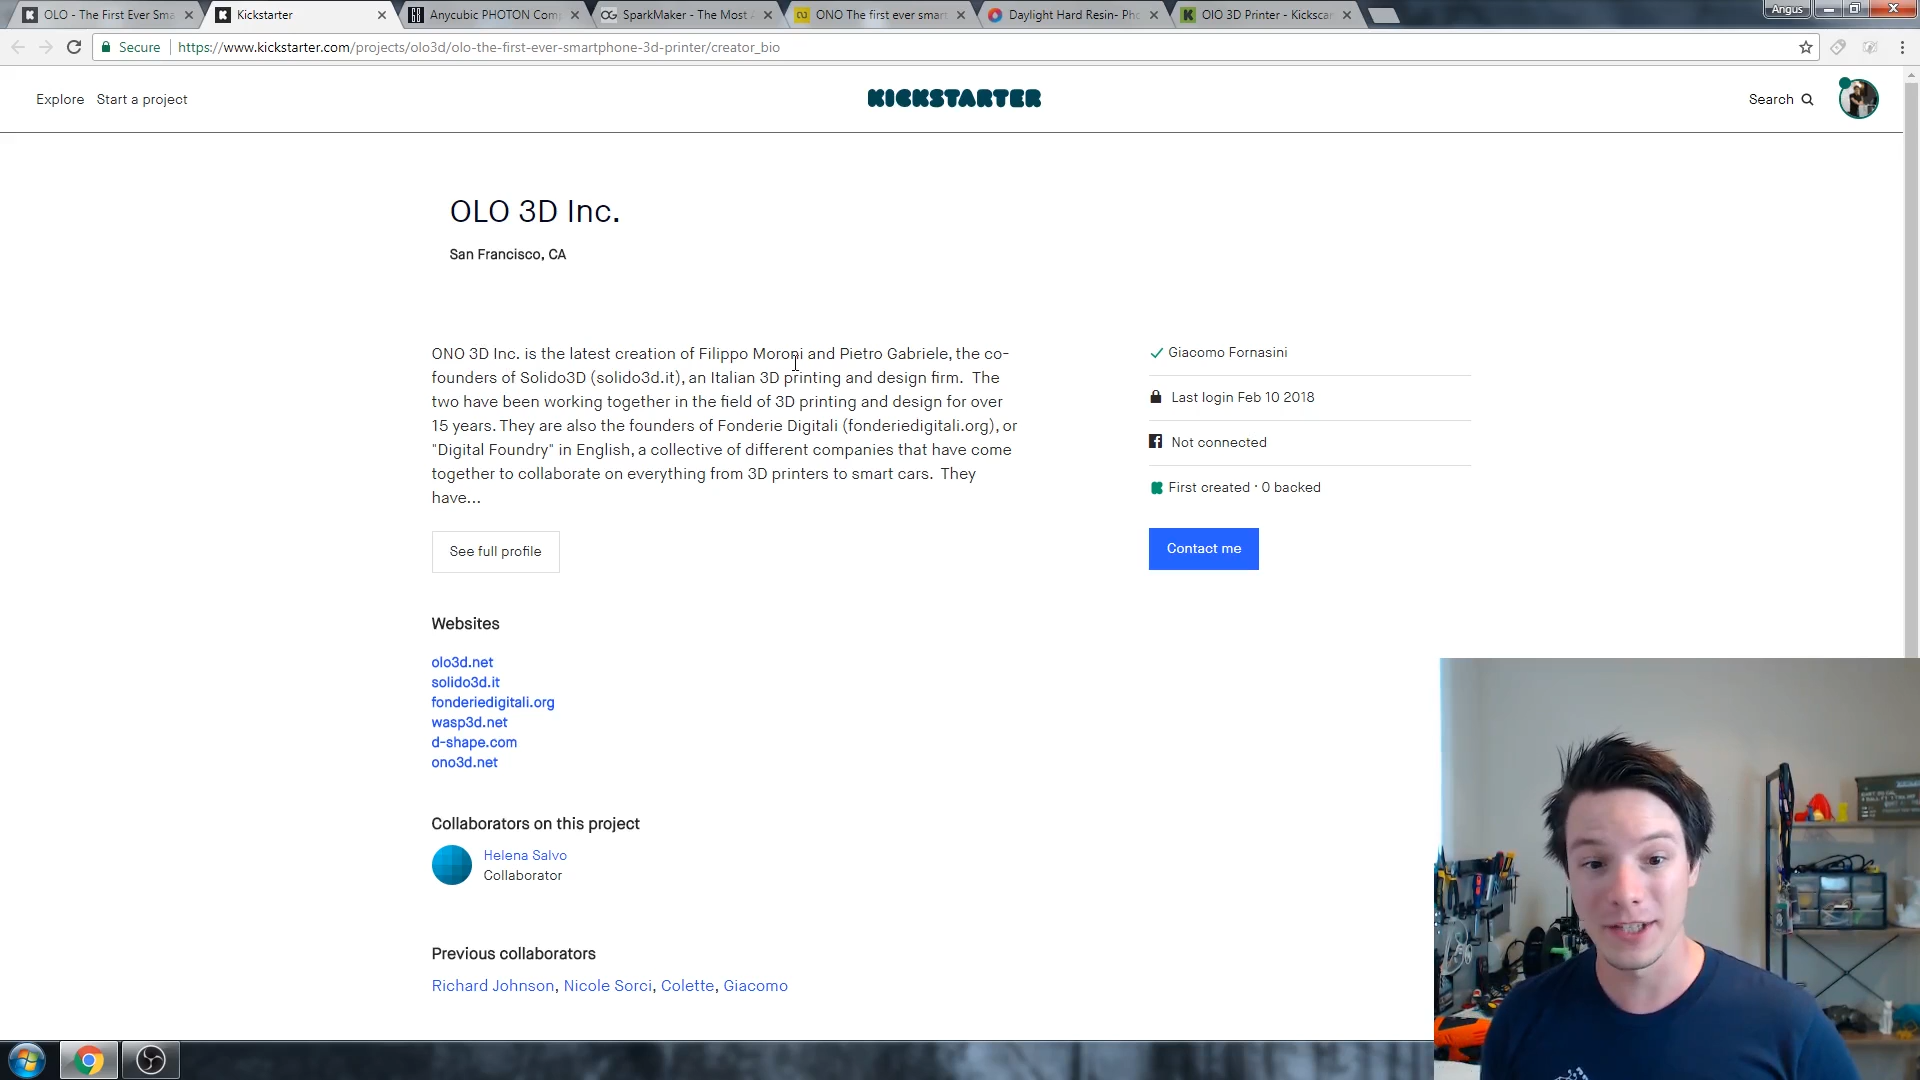 OLO - The First Ever Sma
Kickstarter
Anycubic PHOTON Comp
SparkMaker - The Most A
ONO The first ever smart
Daylight Hard Resin- Pho
OIO 3D Printer - Kickscar
Angus
Secure
https://www.kickstarter.com/projects/olo3d/olo-the-first-ever-smartphone-3d-printer/creator_bio
Explore Start a project
KICKSTARTER
Search
OLO 3D Inc.
San Francisco, CA
ONO 3D Inc. is the latest creation of Filippo Moroni and Pietro Gabriele, the co-
founders of Solido3D (solido3d.it), an Italian 3D printing and design firm. The
two have been working together in the field of 3D printing and design for over
15 years. They are also the founders of Fonderie Digitali (fonderiedigitali.org), or
"Digital Foundry" in English, a collective of different companies that have come
together to collaborate on everything from 3D printers to smart cars. They
have...
See full profile
Giacomo Fornasini
Last login Feb 10 2018
Not connected
First created · 0 backed
Contact me
Websites
olo3d.net
solido3d.it
fonderiedigitali.org
wasp3d.net
d-shape.com
ono3d.net
Collaborators on this project
Helena Salvo
Collaborator
Previous collaborators
Richard Johnson, Nicole Sorci, Colette, Giacomo